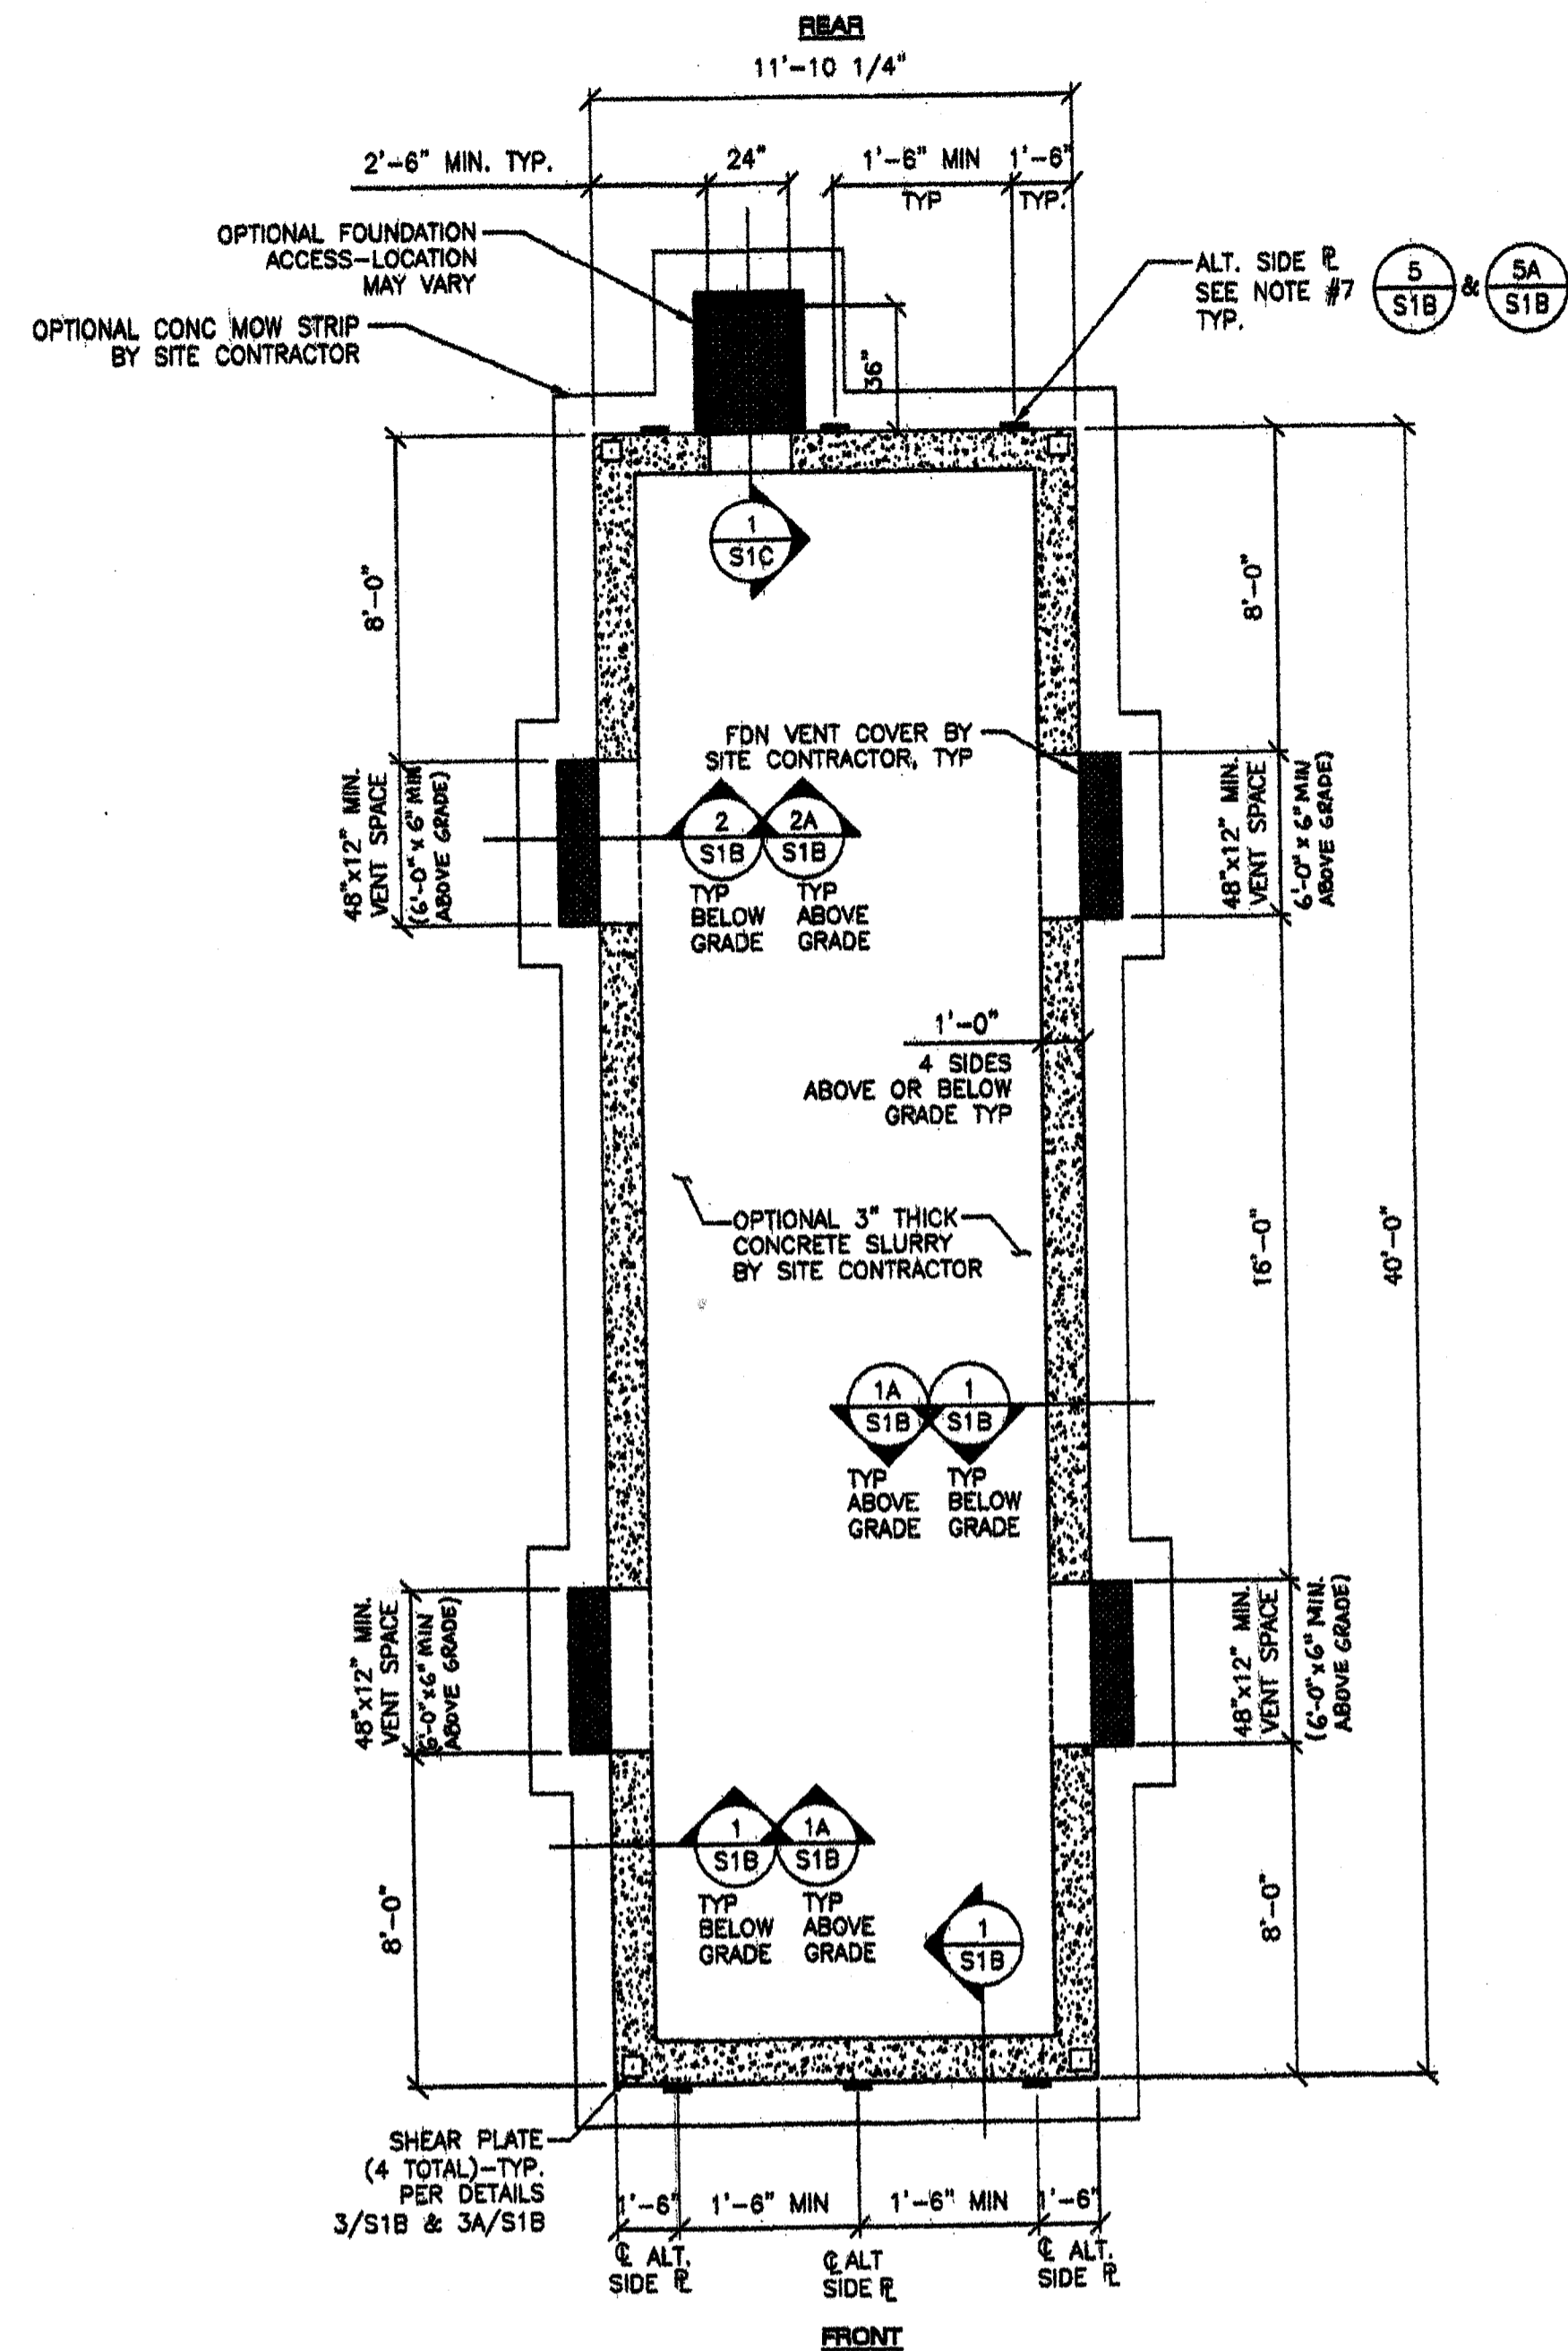 REAR
11'-10 1/4"
2'-6" MIN. TYP.
24"
1'-6" MIN
TYP
1'-6"
TYP.
OPTIONAL FOUNDATION
ACCESS-LOCATION
MAY VARY
OPTIONAL CONC MOW STRIP
BY SITE CONTRACTOR
36"
ALT. SIDE ⅊
SEE NOTE #7
TYP.
5
S1B
&
5A
S1B
8'-0"
1
S1C
8'-0"
FDN VENT COVER BY
SITE CONTRACTOR, TYP
48"x12" MIN.
VENT SPACE
(6'-0" x 6" MIN
ABOVE GRADE)
2
S1B
2A
S1B
TYP
BELOW
GRADE
TYP
ABOVE
GRADE
48"x12" MIN.
VENT SPACE
6'-0" x 6" MIN
ABOVE GRADE)
1'-0"
4 SIDES
ABOVE OR BELOW
GRADE TYP
OPTIONAL 3" THICK
CONCRETE SLURRY
BY SITE CONTRACTOR
16'-0"
40'-0"
1A
S1B
1
S1B
TYP
ABOVE
GRADE
TYP
BELOW
GRADE
48"x12" MIN.
VENT SPACE
6'-0"x6" MIN
ABOVE GRADE)
48"x12" MIN.
VENT SPACE
(6'-0"x6" MIN.
ABOVE GRADE)
1
S1B
1A
S1B
TYP
BELOW
GRADE
TYP
ABOVE
GRADE
8'-0"
1
S1B
8'-0"
SHEAR PLATE
(4 TOTAL)-TYP.
PER DETAILS
3/S1B & 3A/S1B
1'-6"
1'-6" MIN
1'-6" MIN
1'-6"
℄ ALT.
SIDE ⅊
℄ ALT
SIDE ⅊
℄ ALT.
SIDE ⅊
FRONT